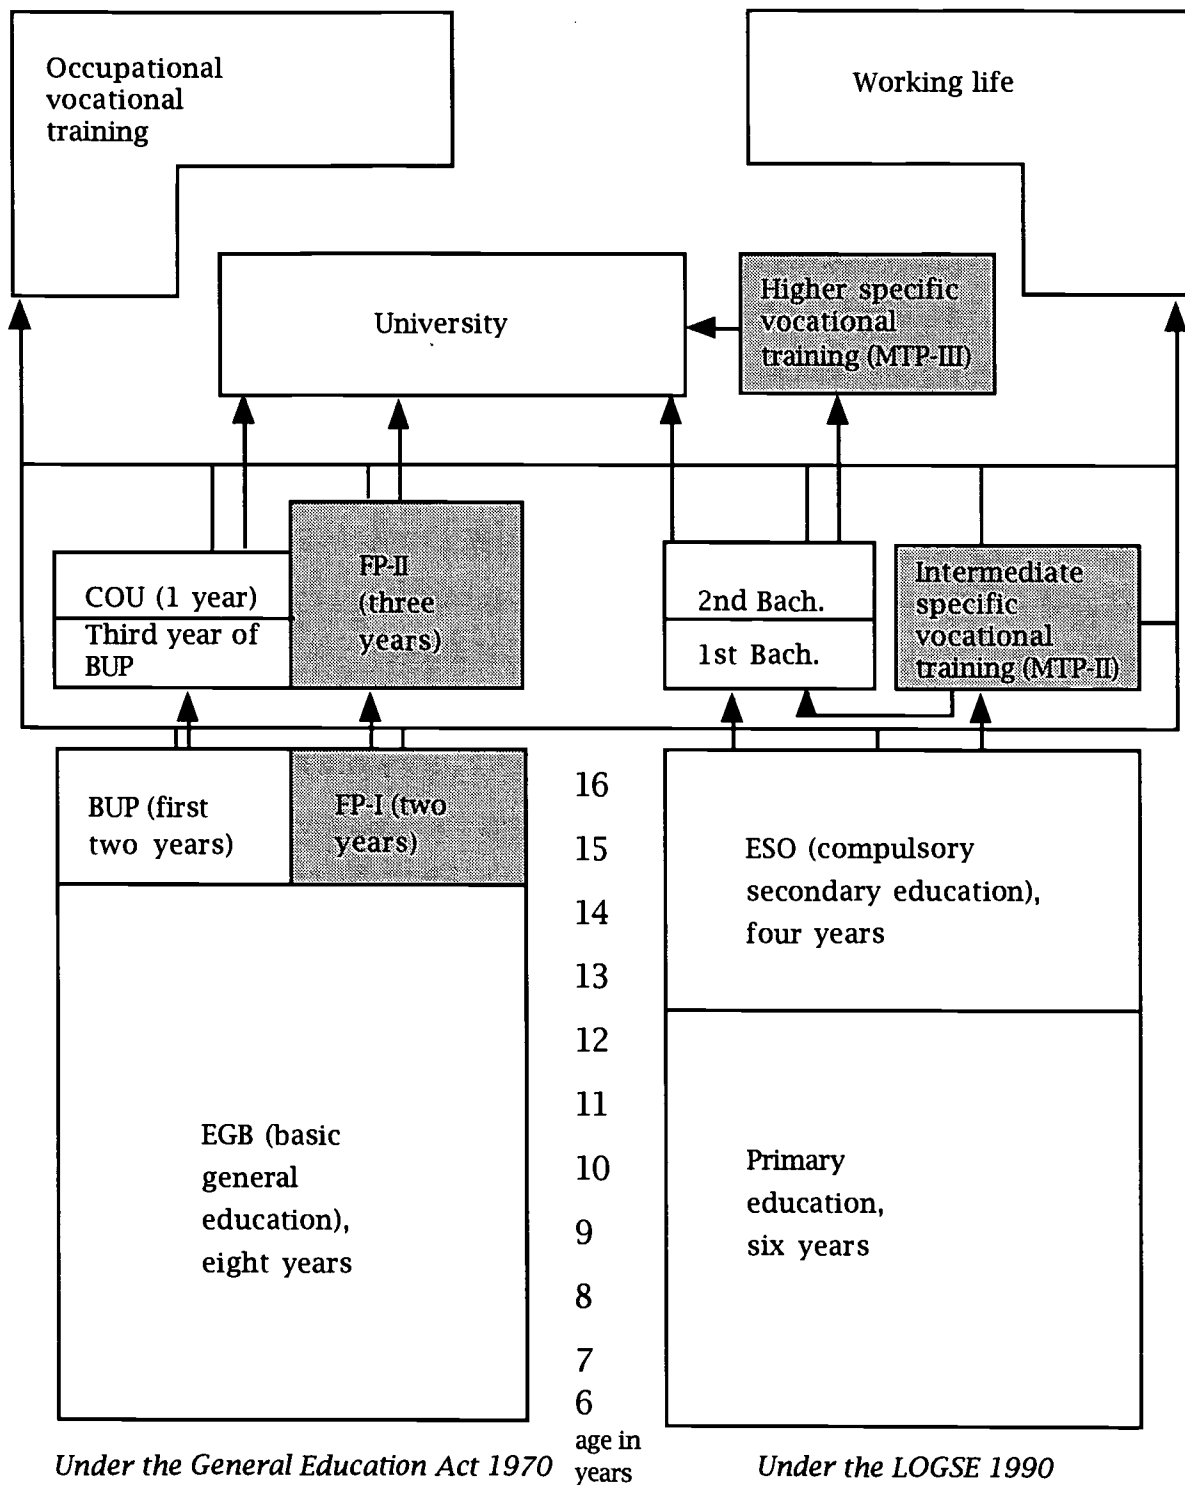 Occupational
vocational
training
Working life
University
Higher specific
vocational
training (MTP-III)
COU (1 year)
Third year of
BUP
FP-II
(three
years)
2nd Bach.
1st Bach.
Intermediate
specific
vocational
training (MTP-II)
BUP (first
two years)
FP-I (two
years)
16
15
14
13
12
11
10
9
8
7
6
age in
years
ESO (compulsory
secondary education),
four years
EGB (basic
general
education),
eight years
Primary
education,
six years
Under the General Education Act 1970
Under the LOGSE 1990